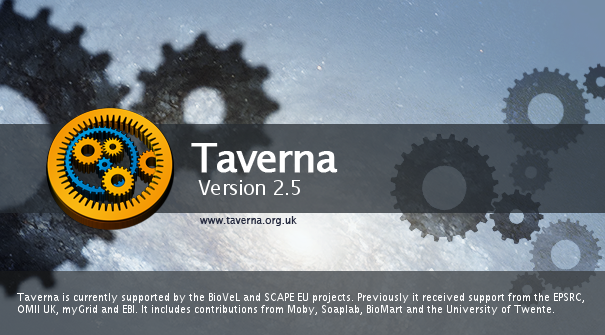 Taverna
Version 2.5
www.taverna.org.uk
Taverna is currently supported by the BioVeL and SCAPE EU projects. Previously it received support from the EPSRC,
OMII UK, myGrid and EBI. It includes contributions from Moby, Soaplab, BioMart and the University of Twente.